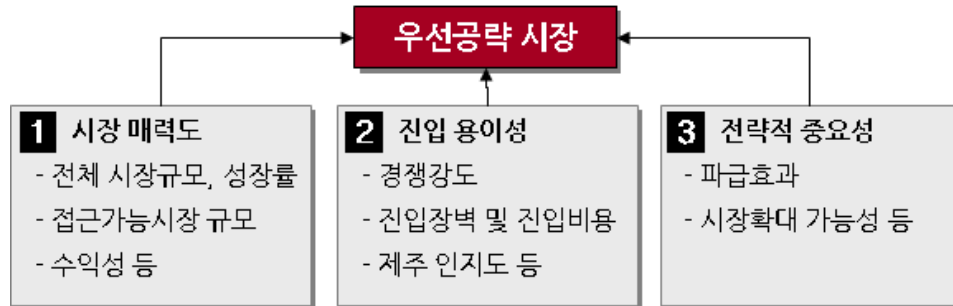 우선공략 시장
1 시장 매력도
- 전체 시장규모, 성장률
- 접근가능시장 규모
- 수익성 등
2 진입 용이성
- 경쟁강도
- 진입장벽 및 진입비용
- 제주 인지도 등
3 전략적 중요성
- 파급효과
- 시장확대 가능성 등